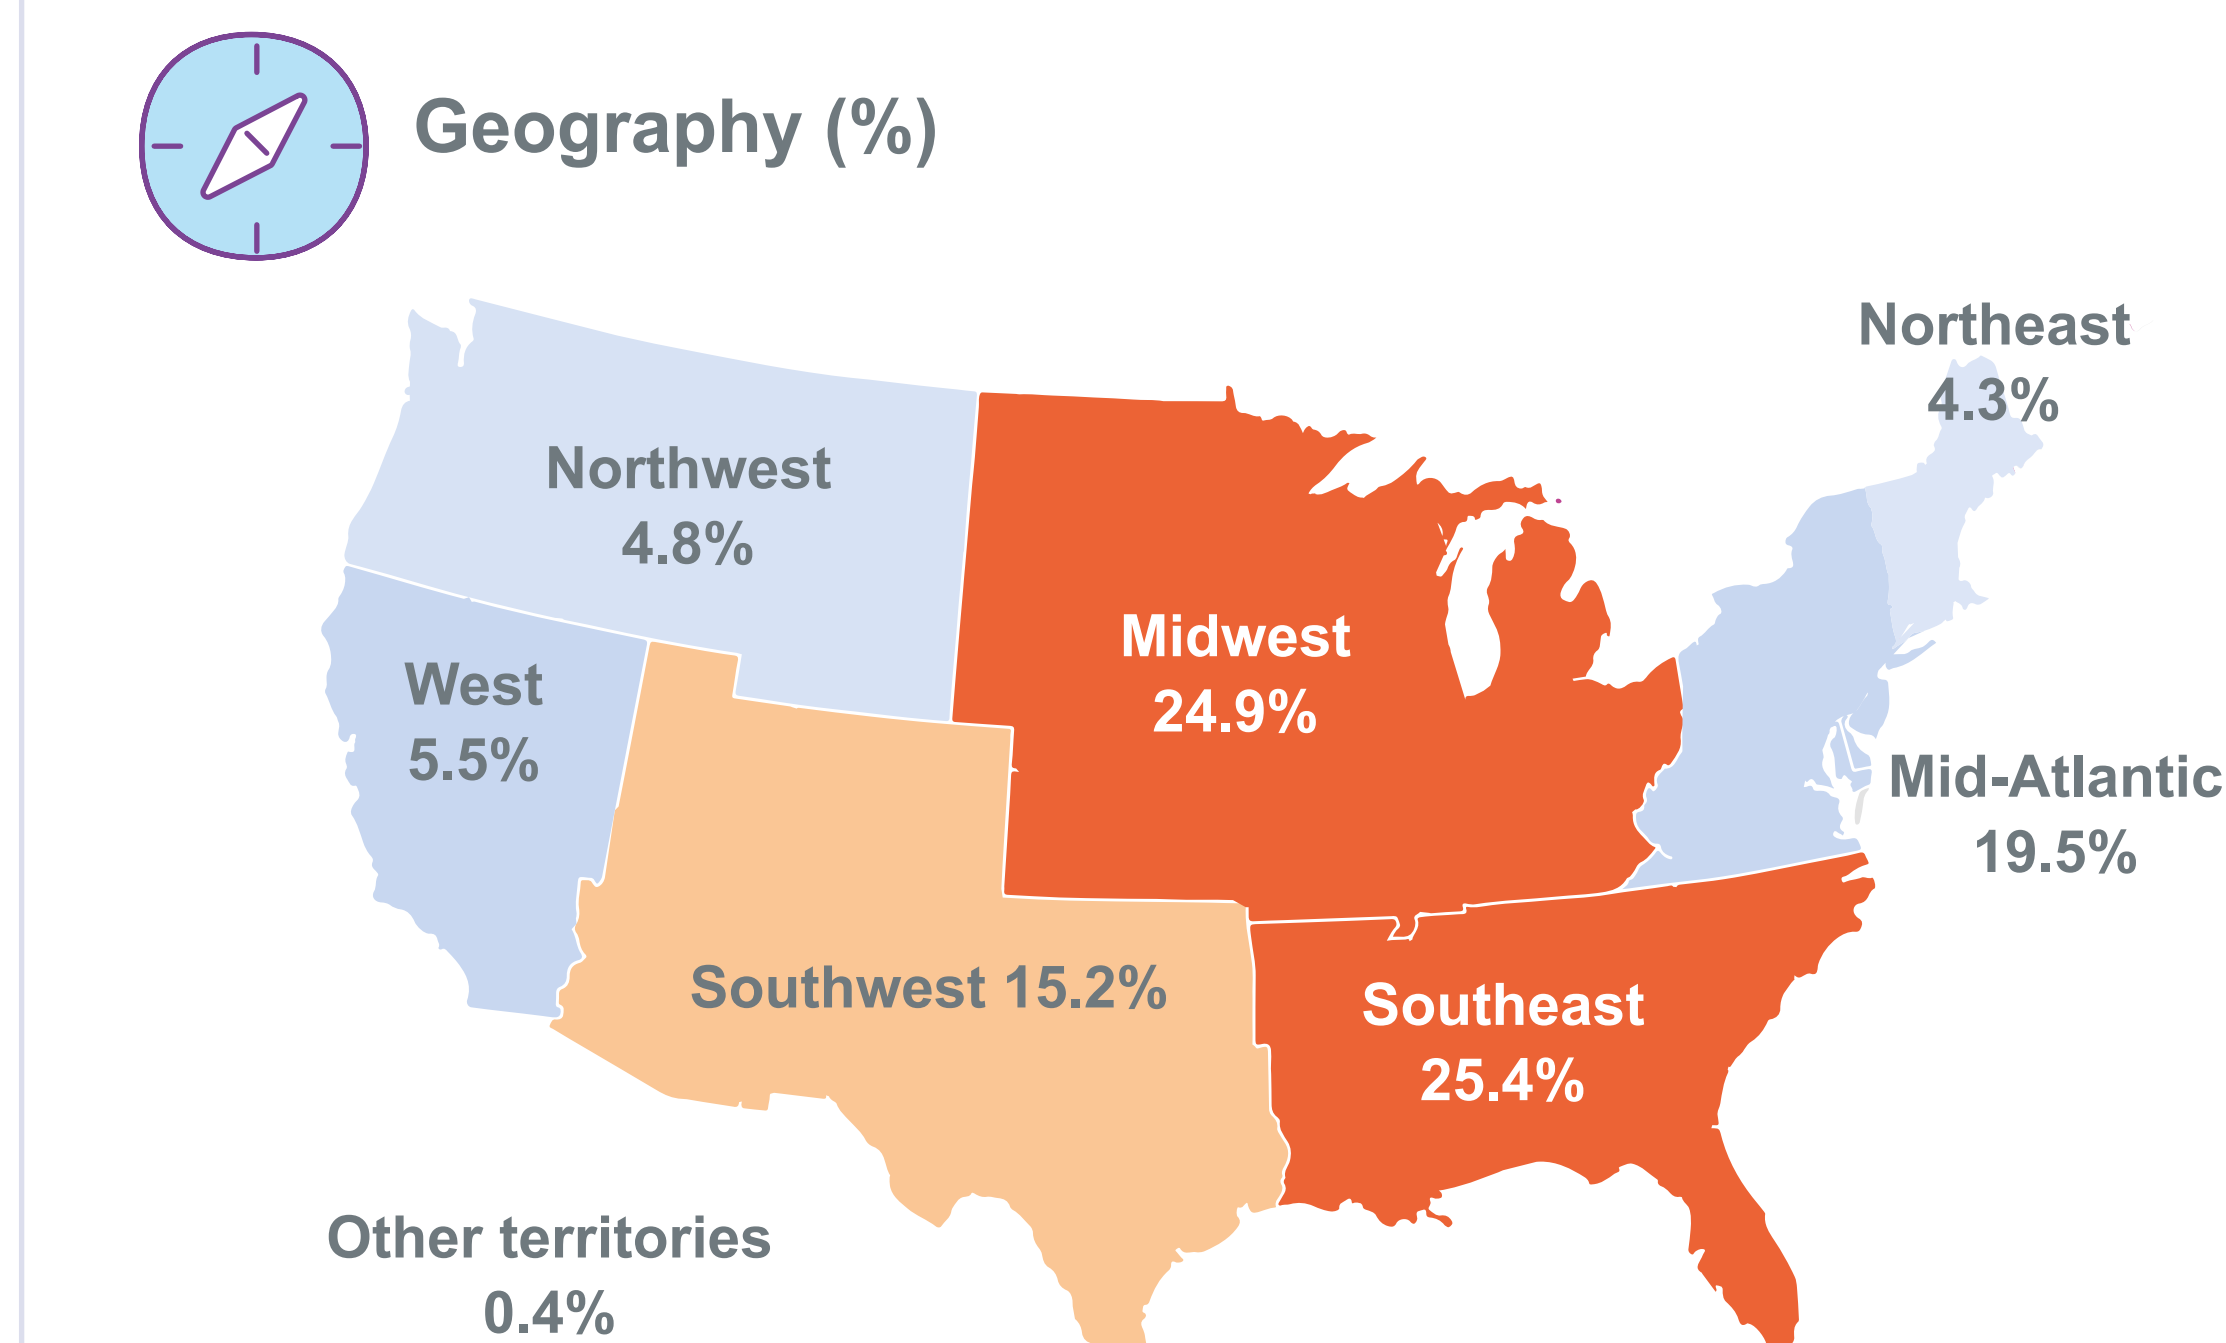 Geography (%)
Northeast
4.3%
Northwest
4.8%
Midwest
24.9%
West
5.5%
Mid-Atlantic
19.5%
Southwest 15.2%
Southeast
25.4%
Other territories
0.4%